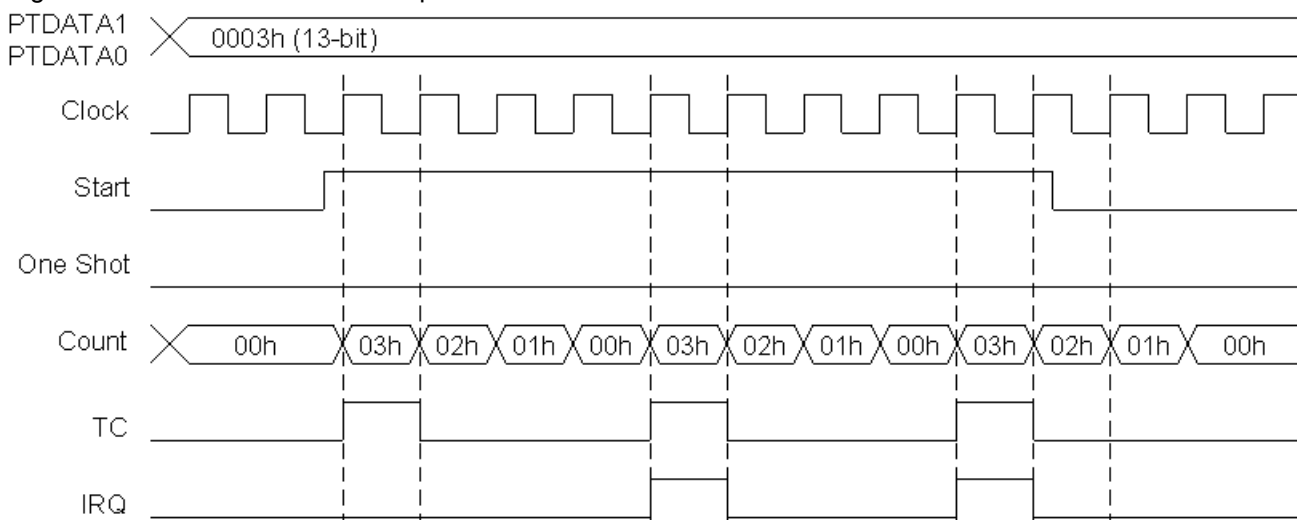 PTDATA1
PTDATA0
0003h (13-bit)
Clock
Start
One Shot
Count
00h 03h 02h 01h 00h 03h 02h 01h 00h 03h 02h 01h 00h
TC
IRQ